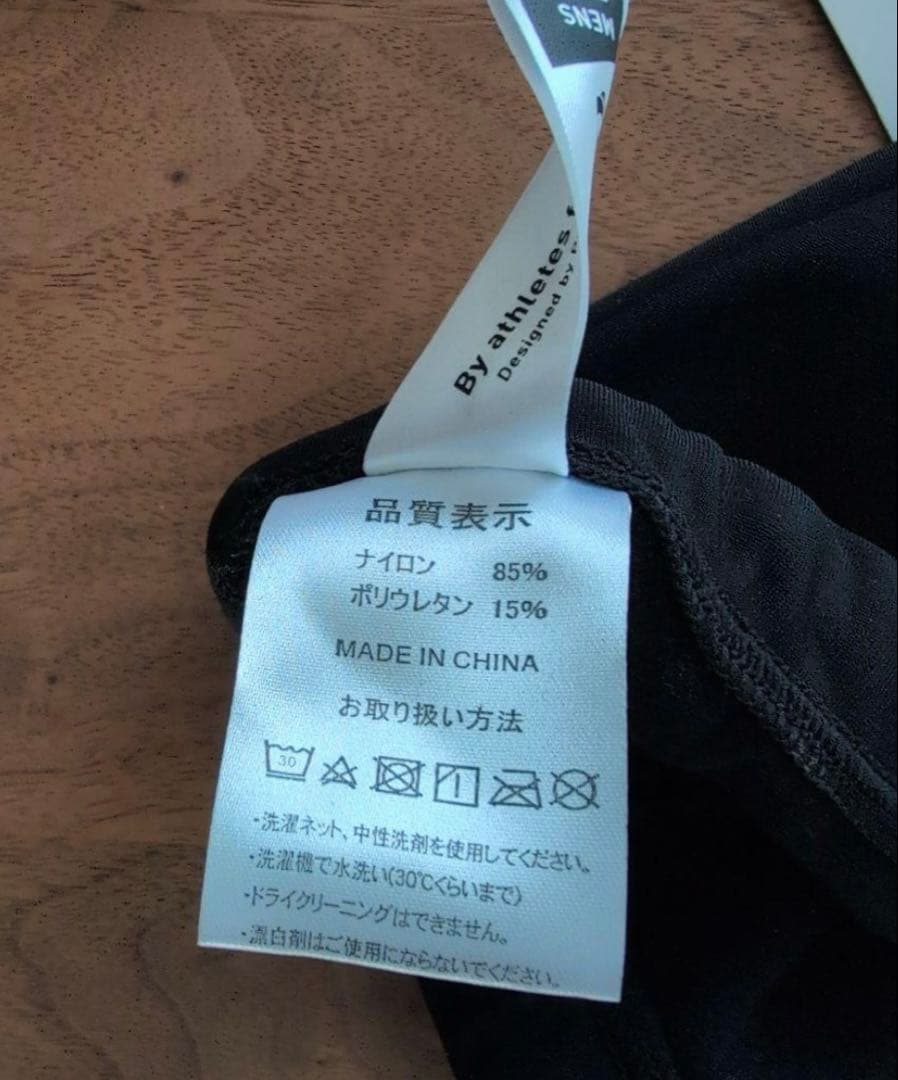 MENS
By athletes
Designed by
品質表示
ナイロン 85%
ポリウレタン 15%
MADE IN CHINA
お取り扱い方法
30
・洗濯ネット、中性洗剤を使用してください。
・洗濯機で水洗い(30℃くらいまで)
・ドライクリーニングはできません。
・漂白剤はご使用にならないでください。